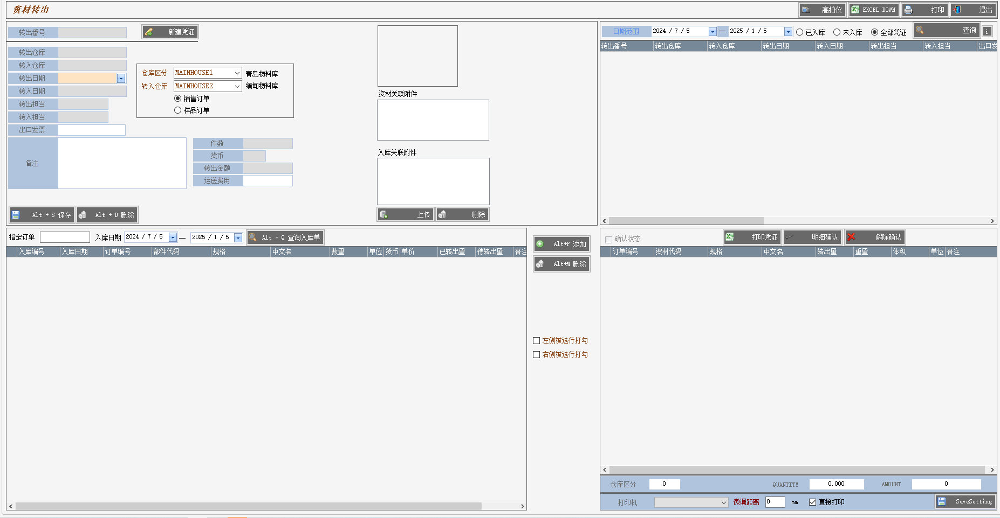 资材转出
高拍仪 EXCEL DOWN 打印 退出
转出番号 新建凭证
转出仓库
转入仓库
转出日期
转入日期
转出担当
转入担当
出口发票
备注
仓库区分 MAINHOUSE1 青岛物料库
转入仓库 MAINHOUSE2 缅甸物料库
销售订单
样品订单
件数
货币
转出金额
运送费用
资材关联附件
入库关联附件
上传 删除
Alt + S 保存 Alt + D 删除
日期范围 2024 / 7 / 5 — 2025 / 1 / 5 已入库 未入库 全部凭证 查询 i
转出番号 转出仓库 转入仓库 转出日期 转入日期 转出担当 转入担当 出口发
指定订单 入库日期 2024 / 7 / 5 — 2025 / 1 / 5 Alt + Q 查询入库单
入库编号 入库日期 订单编号 部件代码 规格 中文名 数量 单位 货币 单价 已转出量 待转出量 备注
Alt+P 添加
Alt+M 删除
左侧被选行打勾
右侧被选行打勾
确认状态 打印凭证 明细确认 解除确认
订单编号 资材代码 规格 中文名 转出量 重量 体积 单位 备注
仓库区分 0 QUANTITY 0.000 AMOUNT 0
打印机 微调距离 0 mm 直接打印 SaveSetting